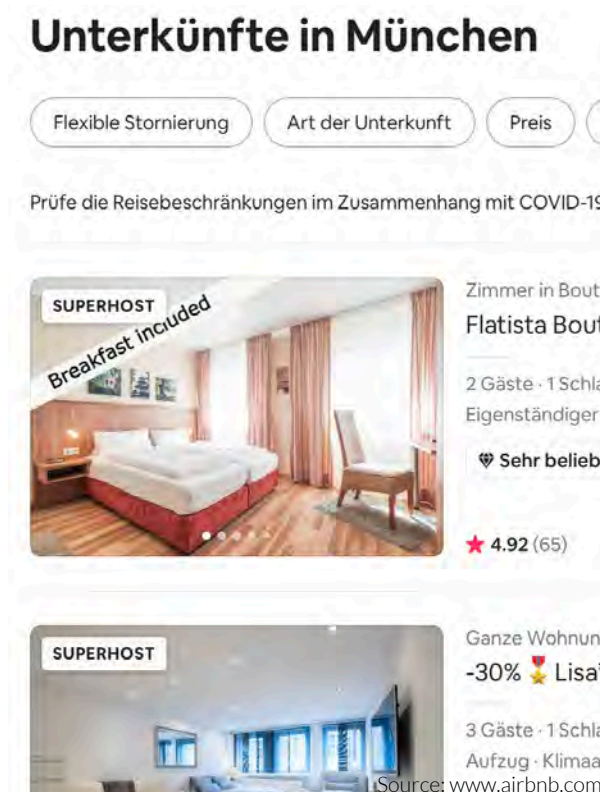 Unterkünfte in München
Flexible Stornierung
Art der Unterkunft
Preis
Prüfe die Reisebeschränkungen im Zusammenhang mit COVID-19
SUPERHOST
Breakfast included
Zimmer in Bout
Flatista Bout
2 Gäste · 1 Schla
Eigenständiger
Sehr belieb
4.92 (65)
SUPERHOST
Ganze Wohnun
-30% 🎖️ Lisa'
3 Gäste · 1 Schla
Aufzug · Klimaa
Source: www.airbnb.com